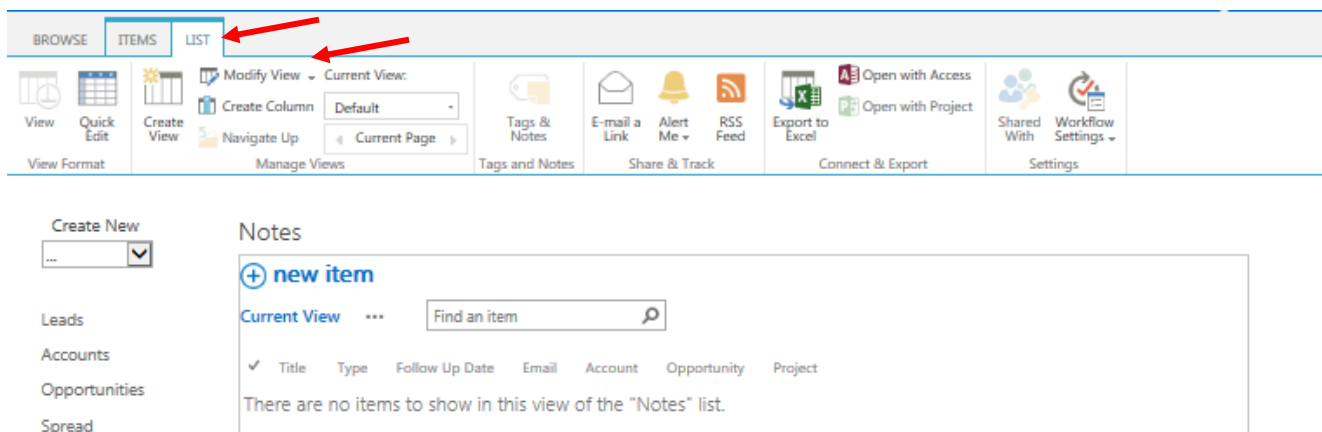 BROWSE ITEMS LIST
View
Quick Edit
View Format
Create View
Modify View
Create Column
Navigate Up
Current View:
Default
Current Page
Manage Views
Tags & Notes
Tags and Notes
E-mail a Link
Alert Me
RSS Feed
Share & Track
Export to Excel
Open with Access
Open with Project
Connect & Export
Shared With
Workflow Settings
Settings
Create New
...
Leads
Accounts
Opportunities
Spread
Notes
new item
Current View ...
Find an item
Title Type Follow Up Date Email Account Opportunity Project
There are no items to show in this view of the "Notes" list.